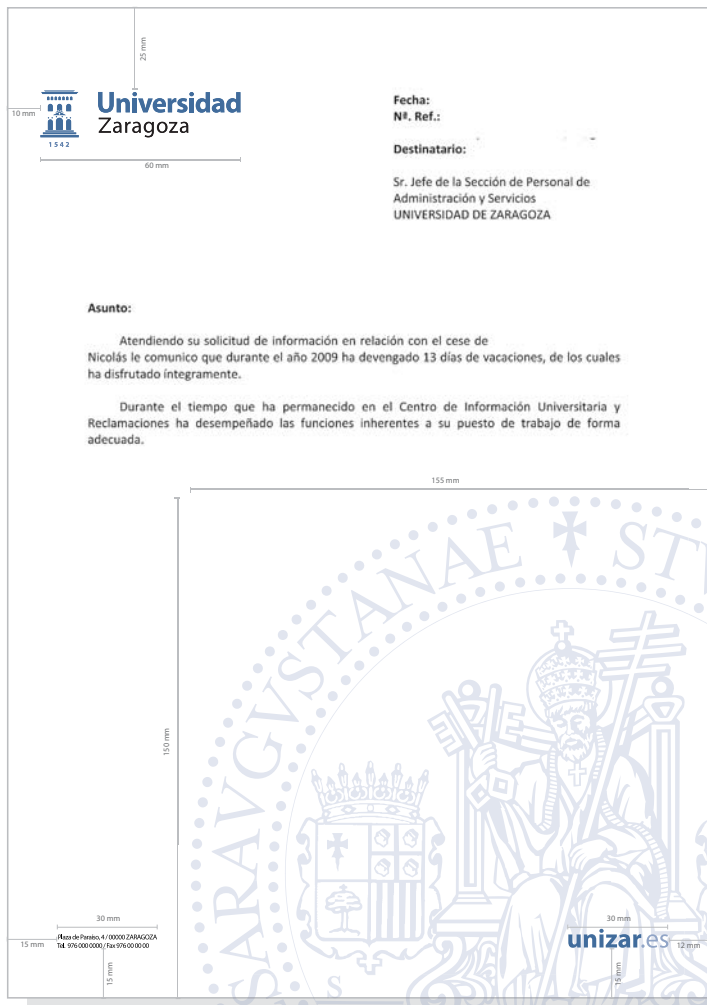 25 mm
10 mm
Universidad
Zaragoza
1542
60 mm
Fecha:
Nª. Ref.:
Destinatario:
Sr. Jefe de la Sección de Personal de
Administración y Servicios
UNIVERSIDAD DE ZARAGOZA
Asunto:
Atendiendo su solicitud de información en relación con el cese de
Nicolás le comunico que durante el año 2009 ha devengado 13 días de vacaciones, de los cuales
ha disfrutado íntegramente.
Durante el tiempo que ha permanecido en el Centro de Información Universitaria y
Reclamaciones ha desempeñado las funciones inherentes a su puesto de trabajo de forma
adecuada.
155 mm
150 mm
SARAVGVSTANAE STV
S
30 mm
Plaza de Paraíso, 4 / 00000 ZARAGOZA
Tel. 976 000 0000 / Fax 976 00 00 00
15 mm
15 mm
30 mm
unizar.es
12 mm
15 mm